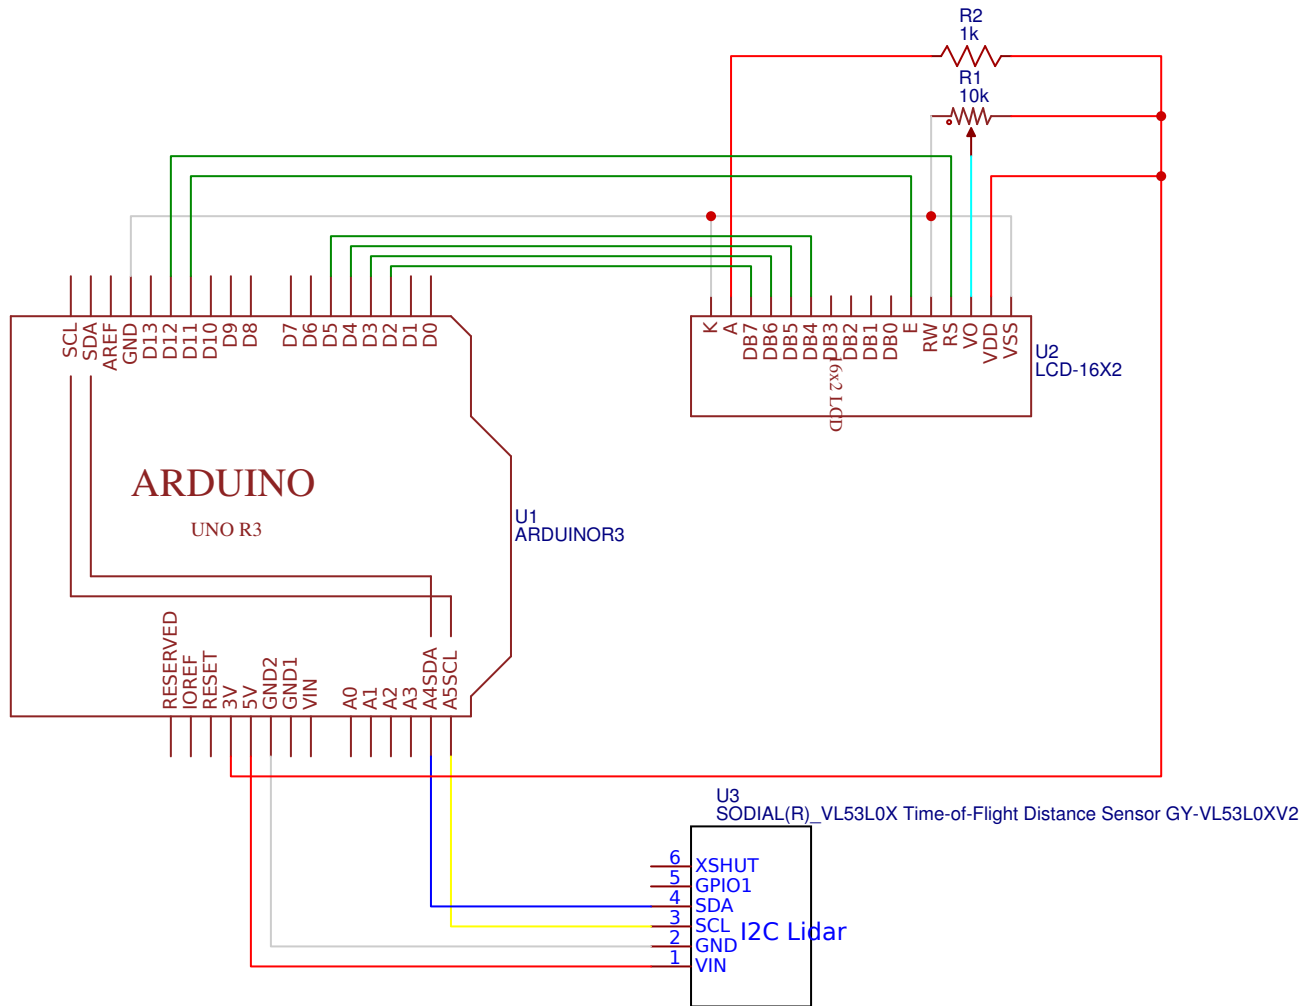 R2
1k
R1
10k
SCL
SDA
AREF
GND
D13
D12
D11
D10
D9
D8
D7
D6
D5
D4
D3
D2
D1
D0
K
A
DB7
DB6
DB5
DB4
DB3
DB2
DB1
DB0
E
RW
RS
VO
VDD
VSS
16x2 LCD
U2
LCD-16X2
ARDUINO
UNO R3
U1
ARDUINOR3
RESERVED
IOREF
RESET
3V
5V
GND2
GND1
VIN
A0
A1
A2
A3
A4SDA
A5SCL
U3
SODIAL(R)_VL53L0X Time-of-Flight Distance Sensor GY-VL53L0XV2
6 XSHUT
5 GPIO1
4 SDA
3 SCL
I2C Lidar
2 GND
1 VIN